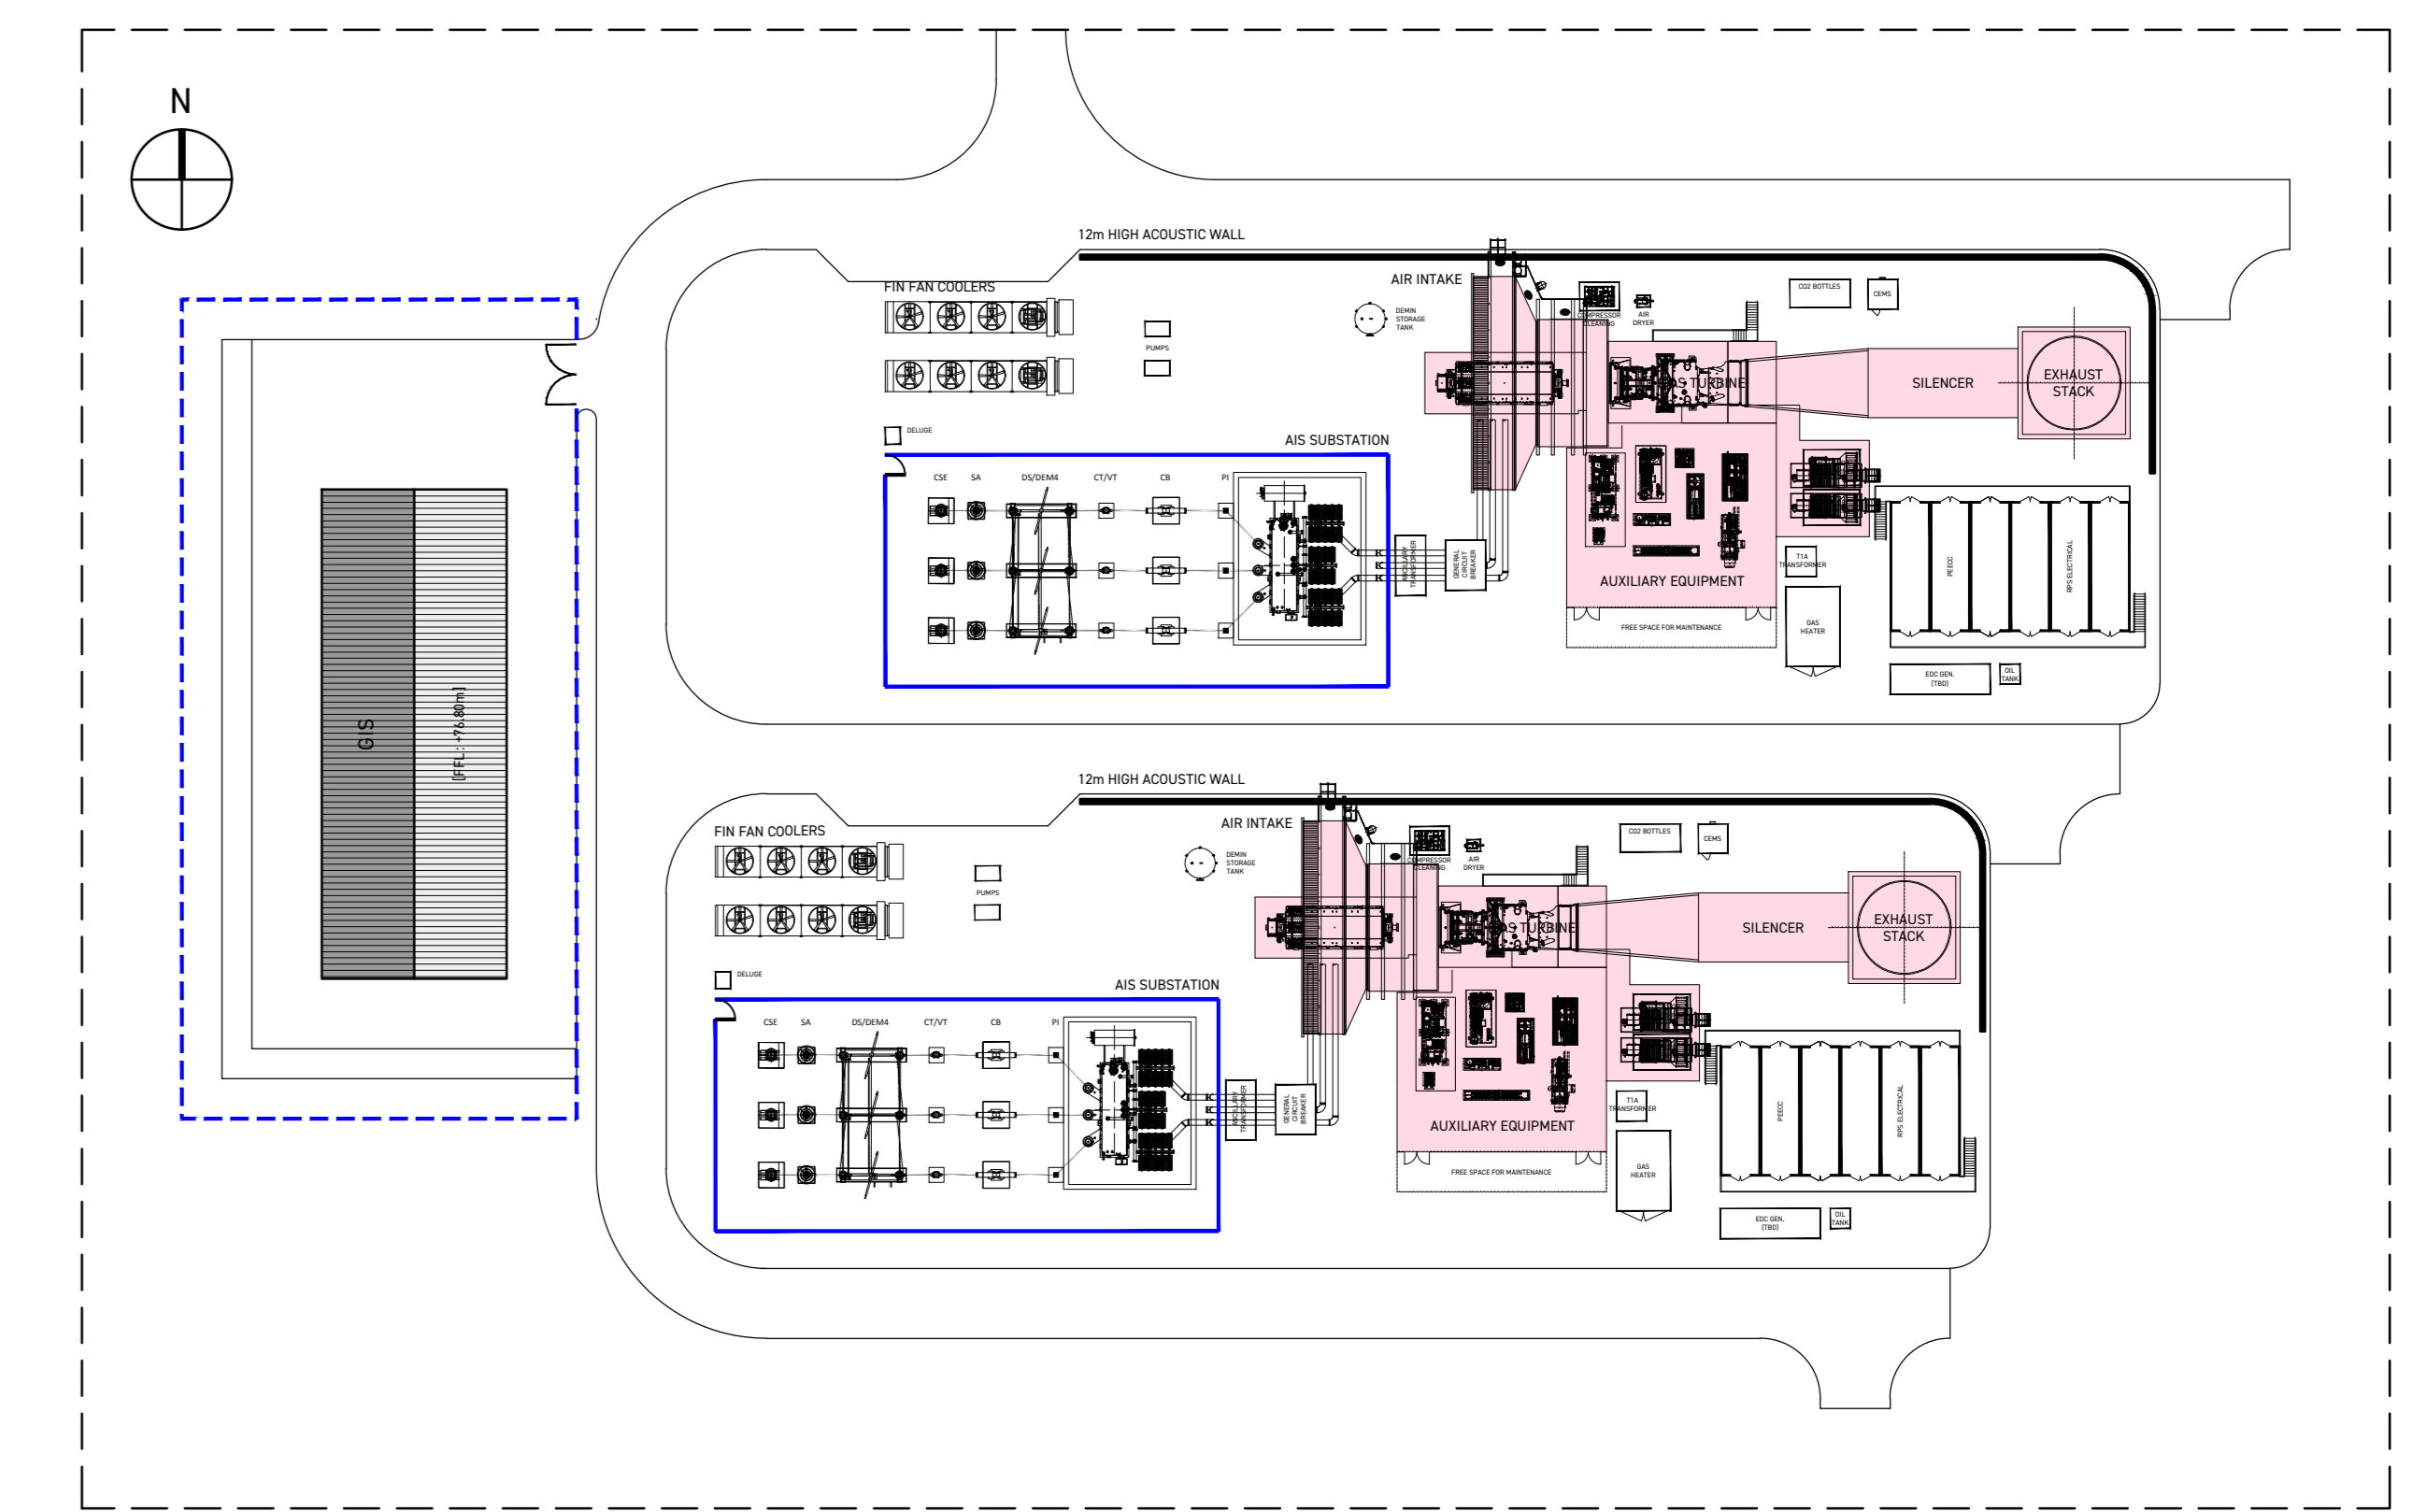 N
12m HIGH ACOUSTIC WALL
FIN FAN COOLERS
AIR INTAKE
CO2 BOTTLES
CEMS
DEMIN
STORAGE
TANK
COMPRESSOR
CLEANING
AIR
DRYER
PUMPS
TURBINE
SILENCER
EXHAUST
STACK
DELUGE
AIS SUBSTATION
CSE
SA
DS/DEM4
CT/VT
CB
PI
TRANSFORMER
GENERAL
CIRCUIT
BREAKER
T1A
TRANSFORMER
PEECC
RPS ELECTRICAL
AUXILIARY EQUIPMENT
FREE SPACE FOR MAINTENANCE
GAS
HEATER
EDC GEN.
(TBD)
OIL
TANK
GIS
[FFL: +76.80m]
12m HIGH ACOUSTIC WALL
FIN FAN COOLERS
AIR INTAKE
CO2 BOTTLES
CEMS
DEMIN
STORAGE
TANK
COMPRESSOR
CLEANING
AIR
DRYER
PUMPS
TURBINE
SILENCER
EXHAUST
STACK
DELUGE
AIS SUBSTATION
CSE
SA
DS/DEM4
CT/VT
CB
PI
TRANSFORMER
GENERAL
CIRCUIT
BREAKER
T1A
TRANSFORMER
PEECC
RPS ELECTRICAL
AUXILIARY EQUIPMENT
FREE SPACE FOR MAINTENANCE
GAS
HEATER
EDC GEN.
(TBD)
OIL
TANK